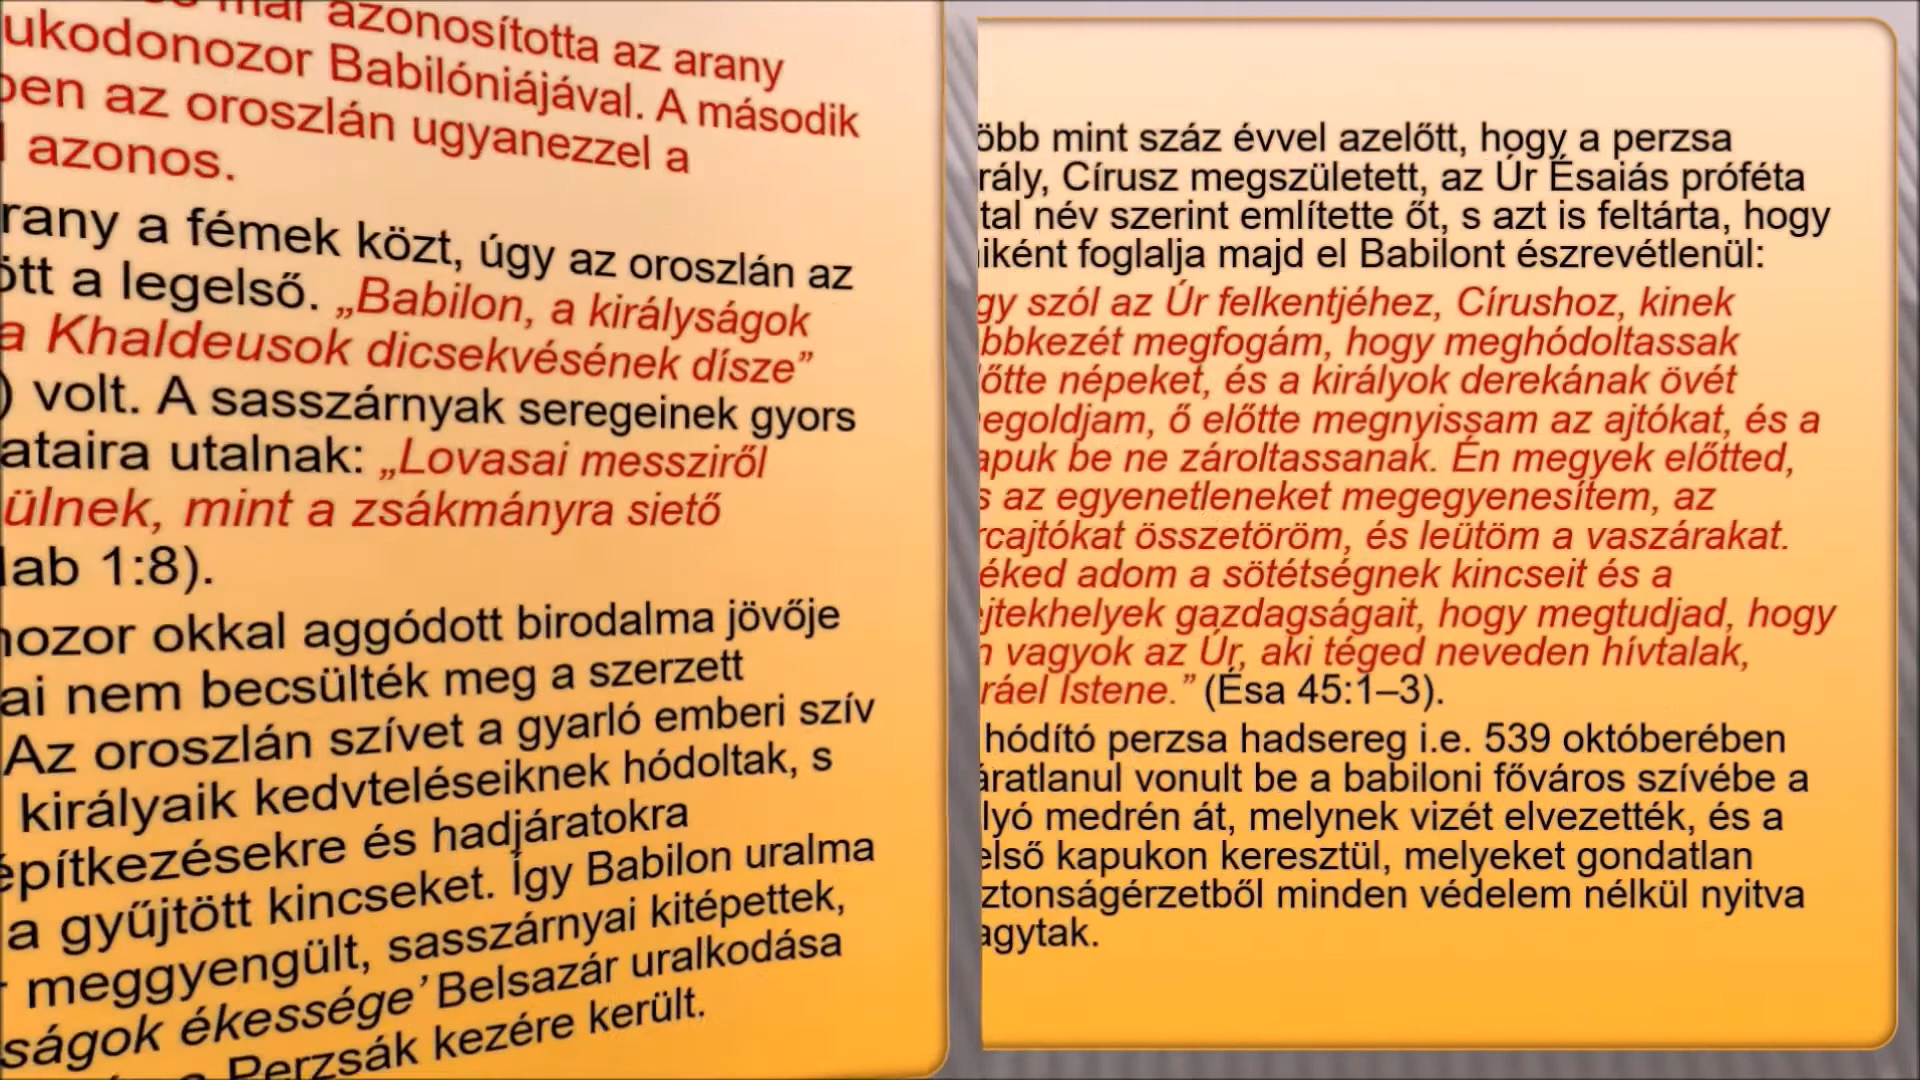 azonosította az arany
ukodonozor Babilóniájával. A második
ben az oroszlán ugyanezzel a
azonos.
rany a fémek közt, úgy az oroszlán az
ött a legelső. „Babilon, a királyságok
a Khaldeusok dicsekvésének dísze”
) volt. A sasszárnyak seregeinek gyors
ataira utalnak: „Lovasai messziről
ülnek, mint a zsákmányra siető
ab 1:8).
nozor okkal aggódott birodalma jövője
ai nem becsülték meg a szerzett
Az oroszlán szívet a gyarló emberi szív
királyaik kedvteléseiknek hódoltak, s
építkezésekre és hadjáratokra
a gyűjtött kincseket. Így Babilon uralma
meggyengült, sasszárnyai kitépettek,
ságok ékessége’ Belsazár uralkodása
a Perzsák kezére került.
öbb mint száz évvel azelőtt, hogy a perzsa
rály, Círusz megszületett, az Úr Ésaiás próféta
tal név szerint említette őt, s azt is feltárta, hogy
iként foglalja majd el Babilont észrevétlenül:
gy szól az Úr felkentjéhez, Círushoz, kinek
bbkezét megfogám, hogy meghódoltassak
lőtte népeket, és a királyok derekának övét
egoldjam, ő előtte megnyissam az ajtókat, és a
apuk be ne zároltassanak. Én megyek előtted,
s az egyenetleneket megegyenesítem, az
rcajtókat összetöröm, és leütöm a vaszárakat.
éked adom a sötétségnek kincseit és a
ejtekhelyek gazdagságait, hogy megtudjad, hogy
n vagyok az Úr, aki téged neveden hívtalak,
ráel Istene.” (Ésa 45:1–3).
hódító perzsa hadsereg i.e. 539 októberében
áratlanul vonult be a babiloni főváros szívébe a
lyó medrén át, melynek vizét elvezették, és a
első kapukon keresztül, melyeket gondatlan
ztonságérzetből minden védelem nélkül nyitva
agytak.